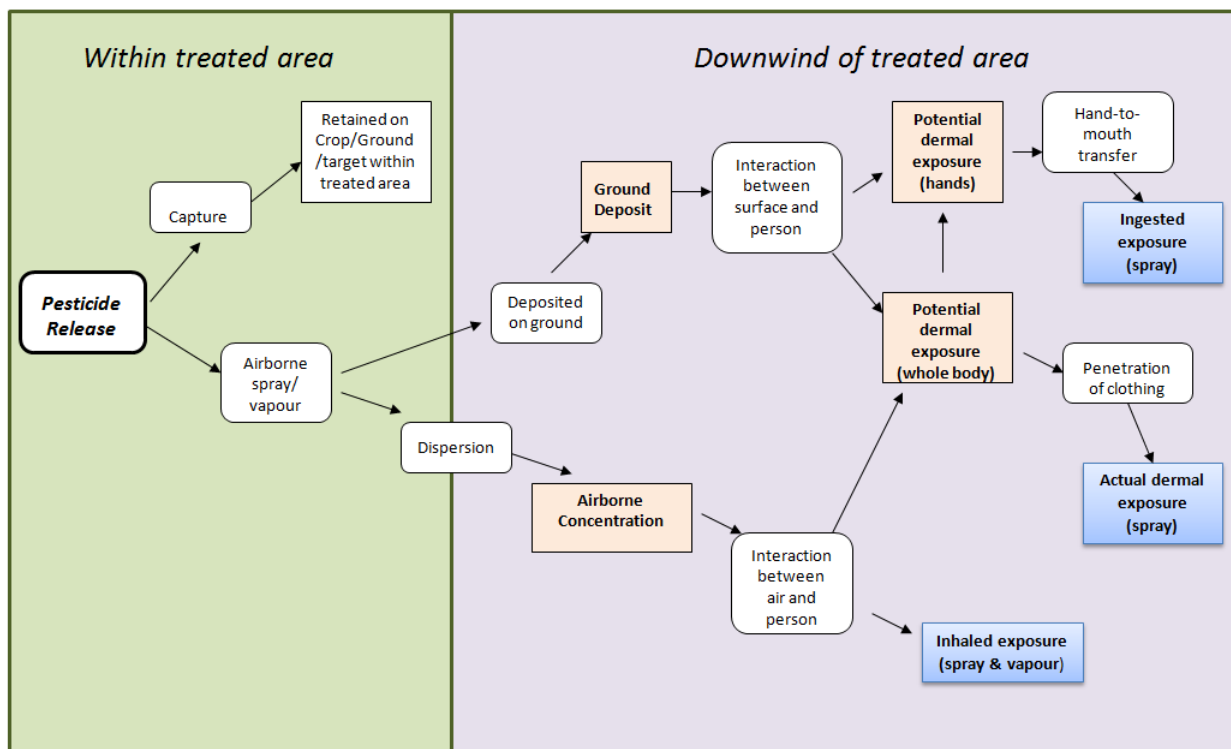 Within treated area
Downwind of treated area
Retained on
Crop/Ground
/target within
treated area
Capture
Pesticide
Release
Airborne
spray/
vapour
Dispersion
Deposited
on ground
Ground
Deposit
Airborne
Concentration
Interaction
between
surface and
person
Interaction
between
air and
person
Potential
dermal
exposure
(hands)
Potential
dermal
exposure
(whole body)
Hand-to-
mouth
transfer
Ingested
exposure
(spray)
Penetration
of clothing
Actual dermal
exposure
(spray)
Inhaled exposure
(spray & vapour)